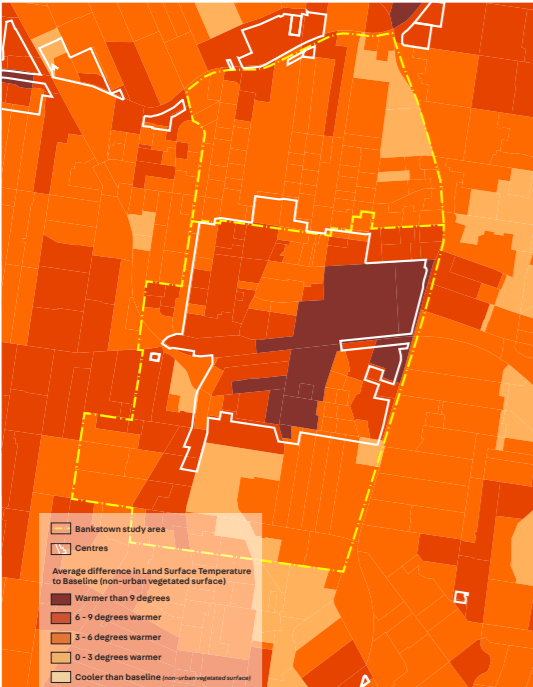 Bankstown study area
Centres
Average difference in Land Surface Temperature
to Baseline (non-urban vegetated surface)
Warmer than 9 degrees
6 - 9 degrees warmer
3 - 6 degrees warmer
0 - 3 degrees warmer
Cooler than baseline (non-urban vegetated surface)